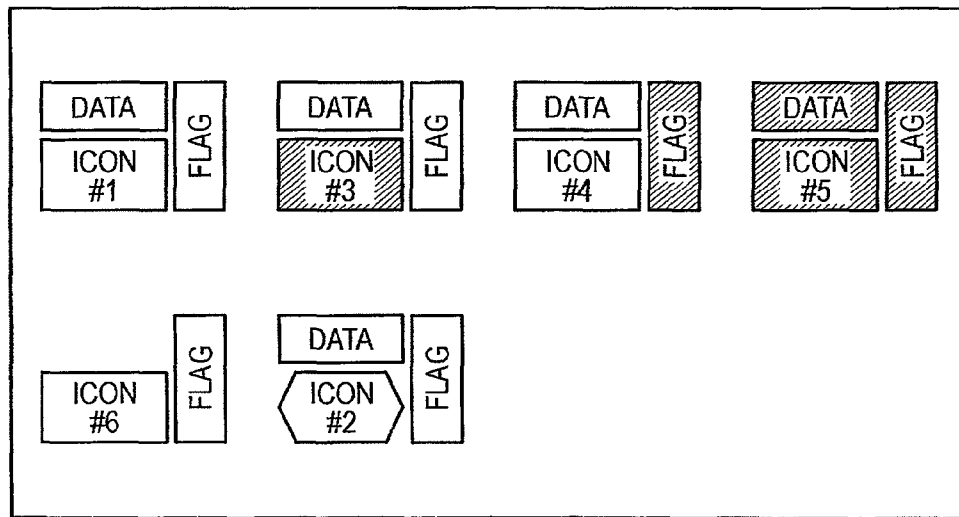 DATA
ICON
#1
FLAG
DATA
ICON
#3
FLAG
DATA
ICON
#4
FLAG
DATA
ICON
#5
FLAG
ICON
#6
FLAG
DATA
ICON
#2
FLAG